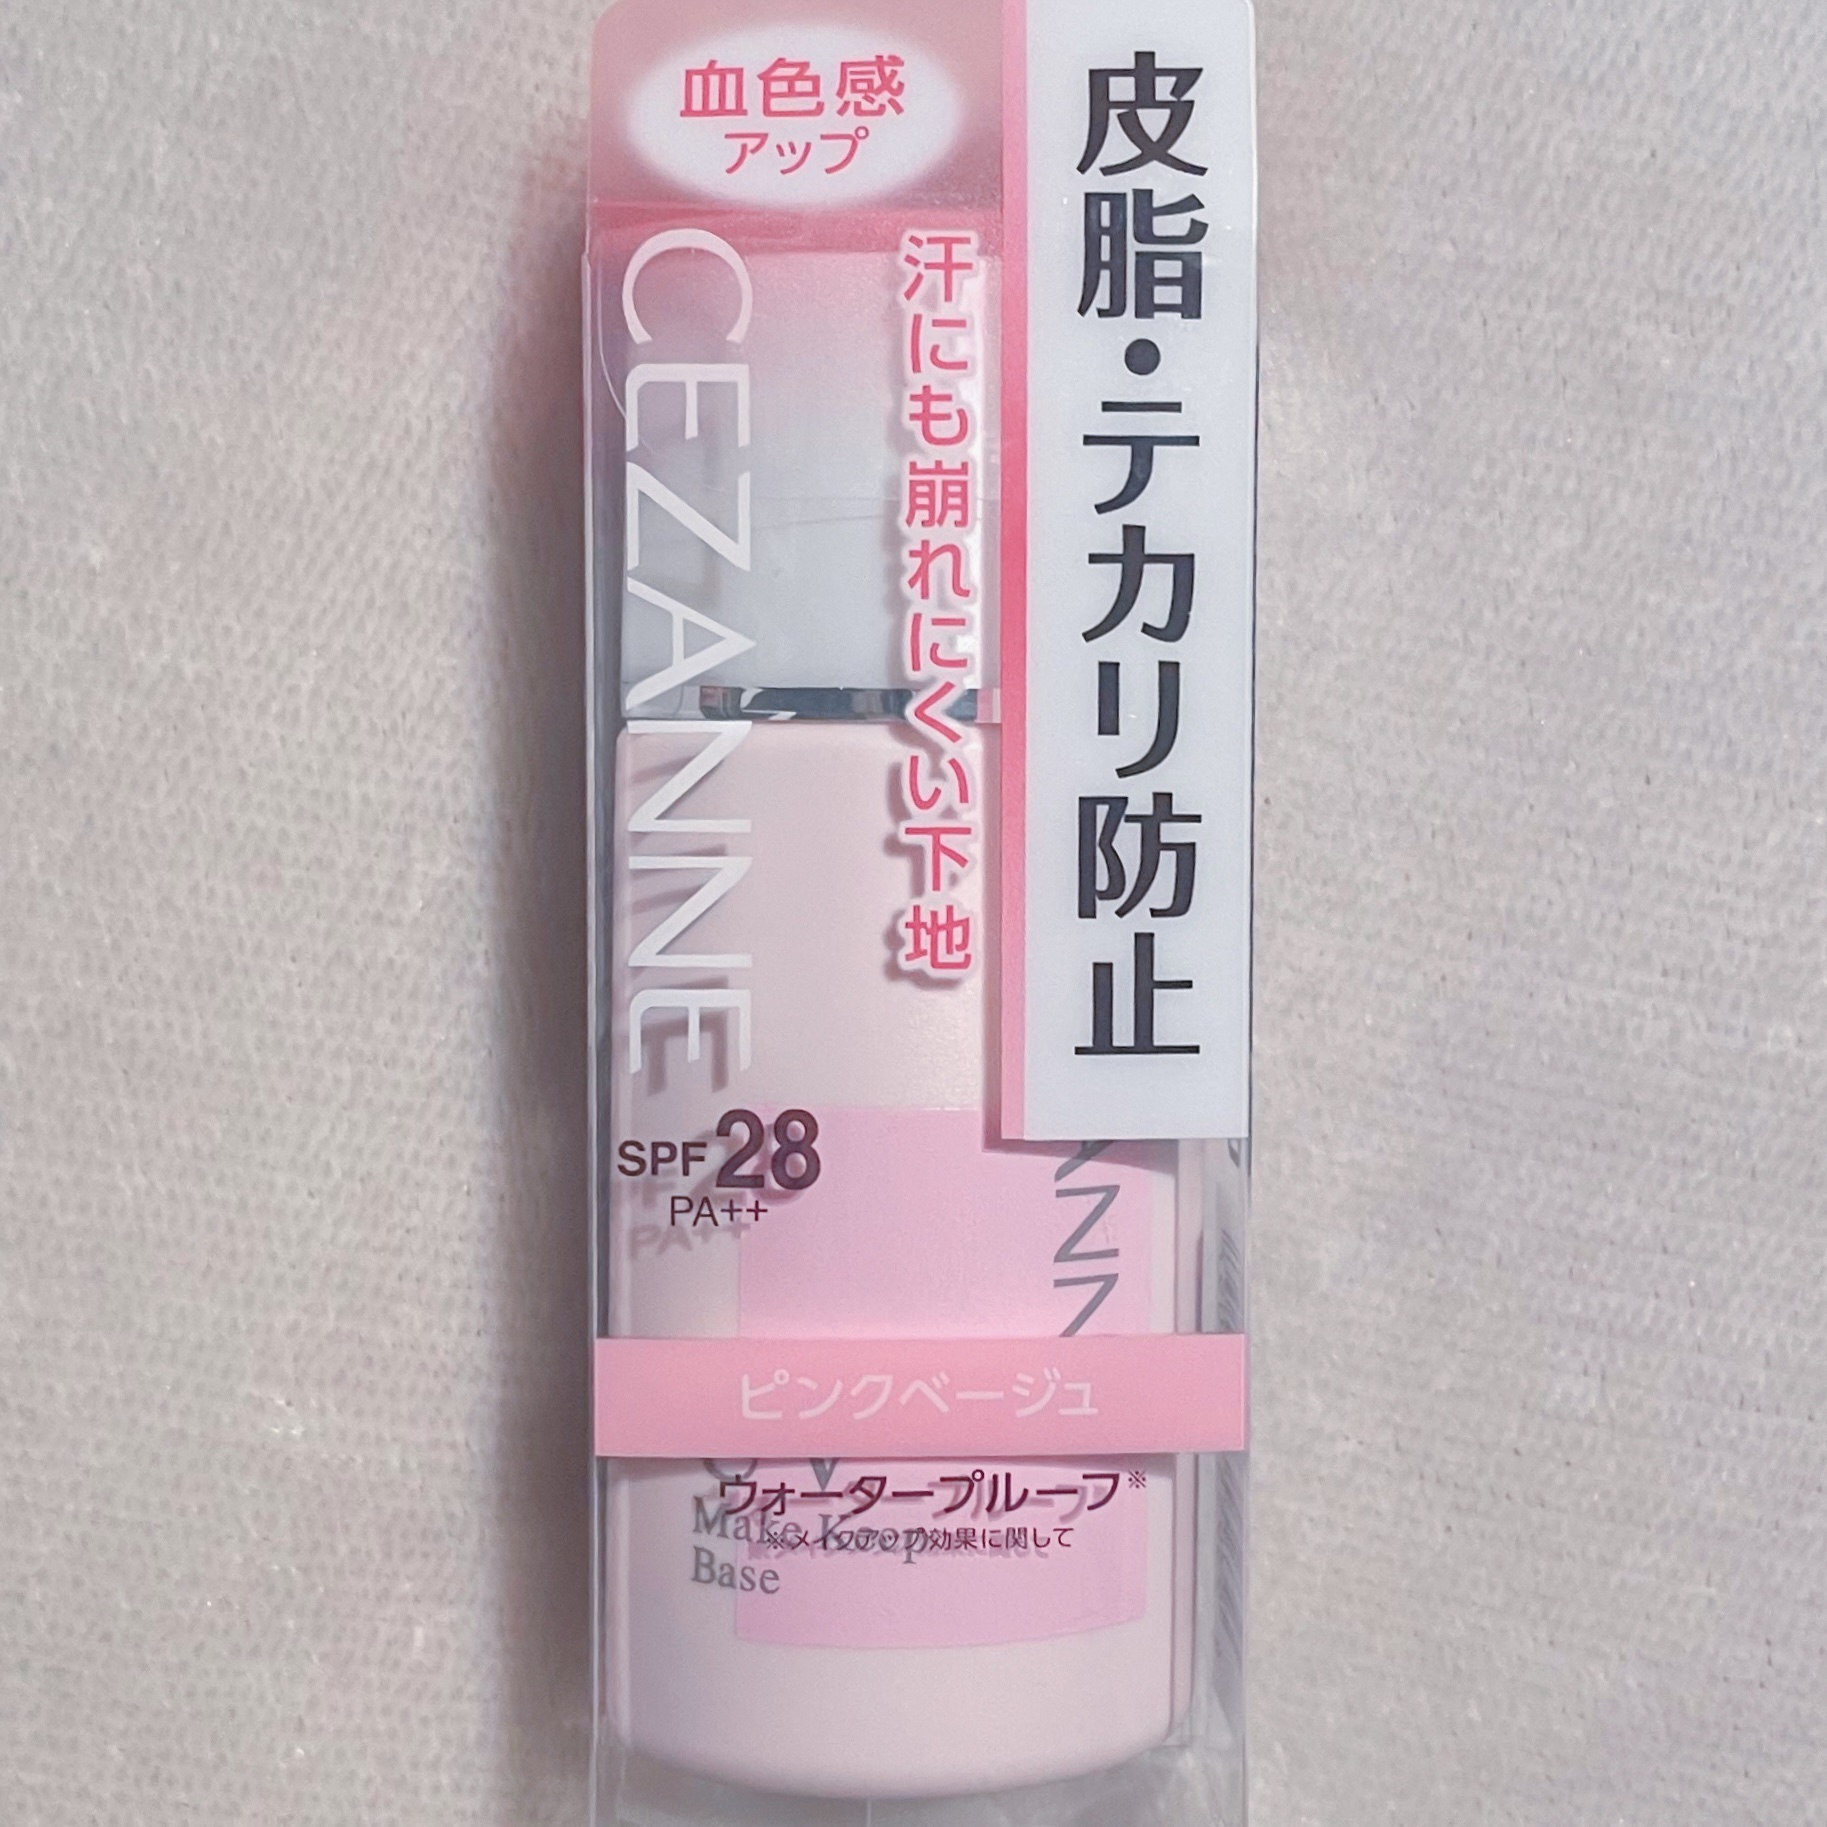 血色感
アップ
皮脂・テカリ防止
汗にも崩れにくい下地
CEZANNE
SPF 28
PA++
ピンクベージュ
ウォータープルーフ※
※メイクアップ効果に関して
Make Keep
Base